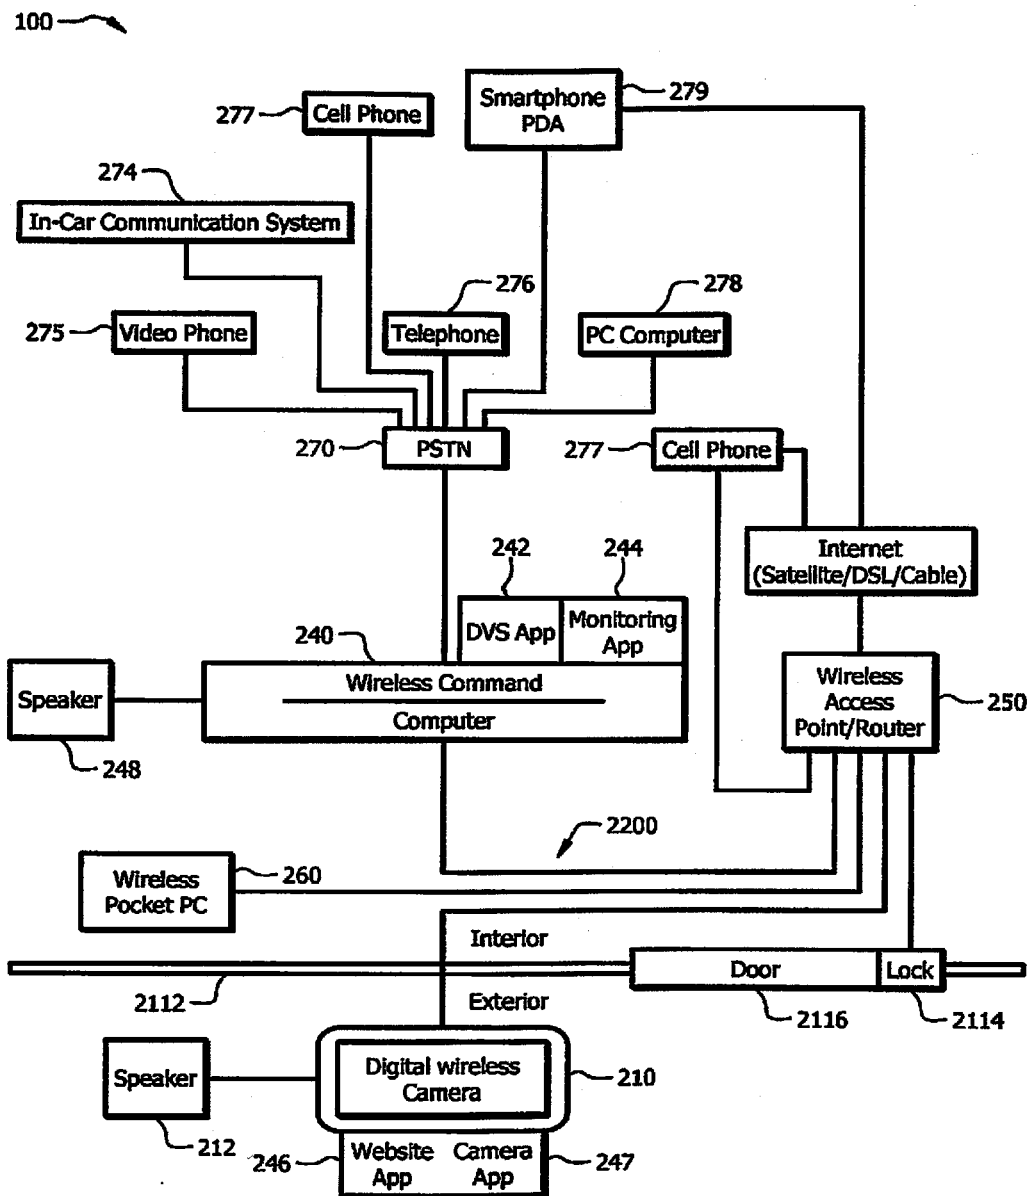 100
277
Cell Phone
Smartphone
PDA
279
274
In-Car Communication System
276
278
275
Video Phone
Telephone
PC Computer
270
PSTN
277
Cell Phone
Internet
(Satellite/DSL/Cable)
242
244
DVS App
Monitoring
App
240
Speaker
Wireless Command
Computer
Wireless
Access
Point/Router
250
248
2200
Wireless
Pocket PC
260
Interior
Door
Lock
2112
Exterior
2116
2114
Speaker
Digital wireless
Camera
210
212
246
Website
App
Camera
App
247